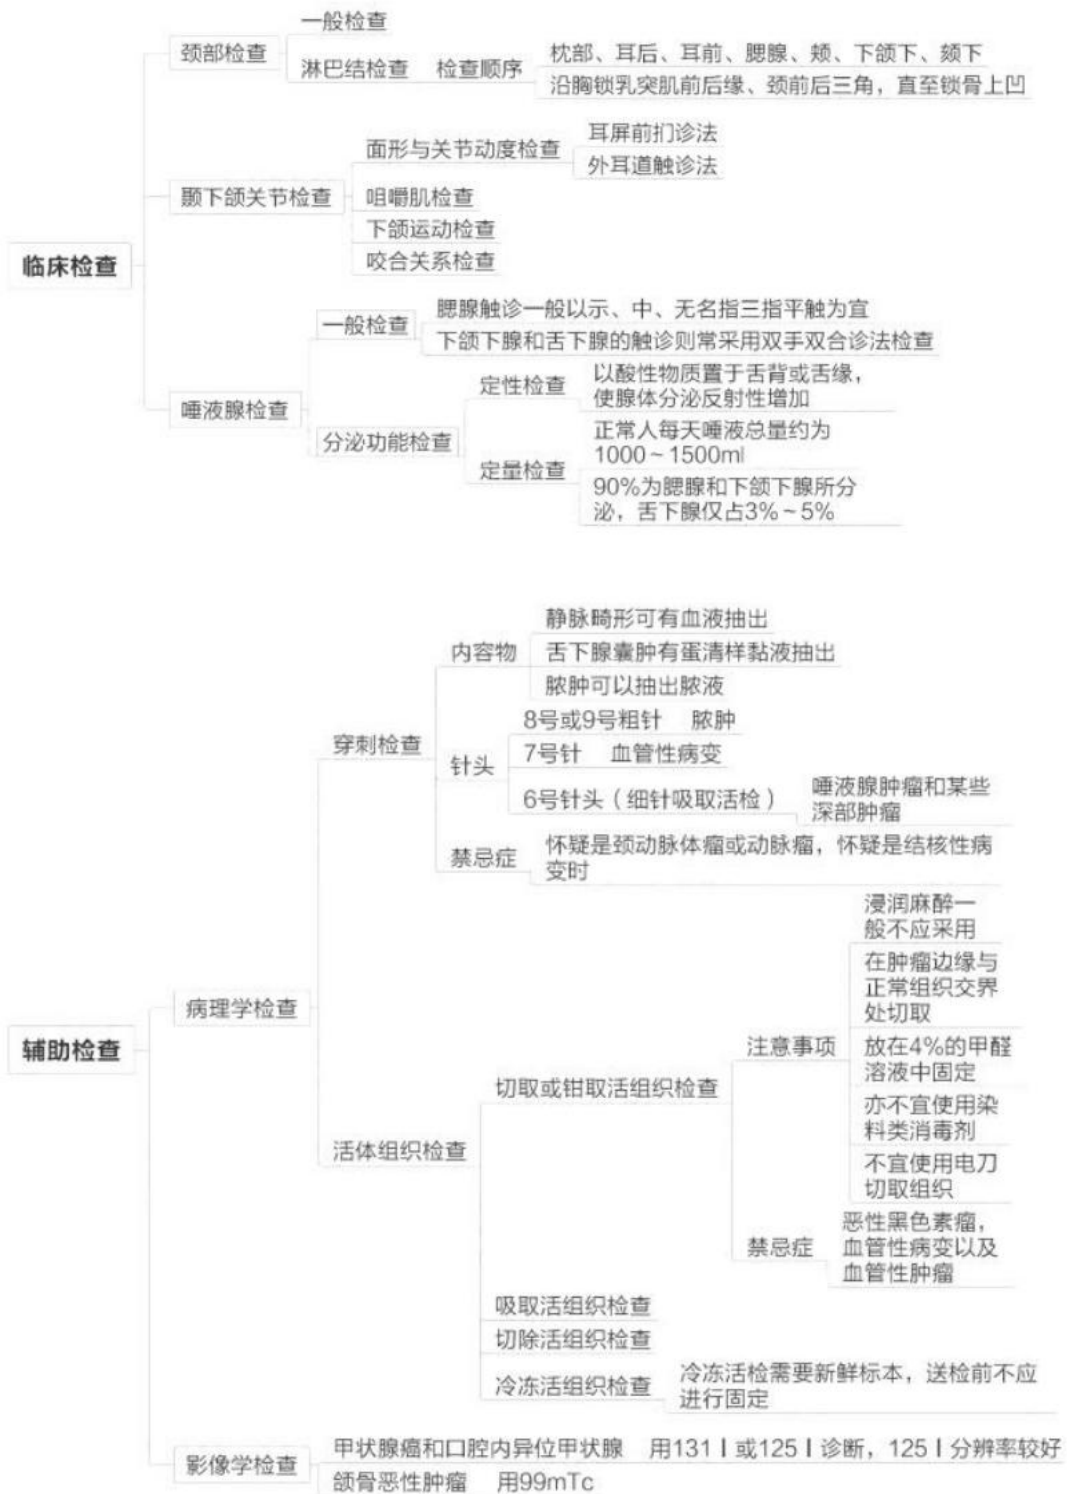 临床检查
颈部检查
一般检查
淋巴结检查 检查顺序
枕部、耳后、耳前、腮腺、颊、下颌下、颏下
沿胸锁乳突肌前后缘、颈前后三角，直至锁骨上凹
颞下颌关节检查
面形与关节动度检查
耳屏前扪诊法
外耳道触诊法
咀嚼肌检查
下颌运动检查
咬合关系检查
唾液腺检查
一般检查
腮腺触诊一般以示、中、无名指三指平触为宜
下颌下腺和舌下腺的触诊则常采用双手双合诊法检查
分泌功能检查
定性检查
以酸性物质置于舌背或舌缘，
使腺体分泌反射性增加
定量检查
正常人每天唾液总量约为
1000～1500ml
90%为腮腺和下颌下腺所分
泌，舌下腺仅占3%～5%
辅助检查
病理学检查
穿刺检查
内容物
静脉畸形可有血液抽出
舌下腺囊肿有蛋清样黏液抽出
脓肿可以抽出脓液
针头
8号或9号粗针 脓肿
7号针 血管性病变
6号针头（细针吸取活检）
唾液腺肿瘤和某些
深部肿瘤
禁忌症
怀疑是颈动脉体瘤或动脉瘤，怀疑是结核性病
变时
活体组织检查
切取或钳取活组织检查
注意事项
浸润麻醉一
般不应采用
在肿瘤边缘与
正常组织交界
处切取
放在4%的甲醛
溶液中固定
亦不宜使用染
料类消毒剂
不宜使用电刀
切取组织
禁忌症
恶性黑色素瘤，
血管性病变以及
血管性肿瘤
吸取活组织检查
切除活组织检查
冷冻活组织检查
冷冻活检需要新鲜标本，送检前不应
进行固定
影像学检查
甲状腺癌和口腔内异位甲状腺 用131 I 或125 I 诊断，125 I 分辨率较好
颌骨恶性肿瘤 用99mTc